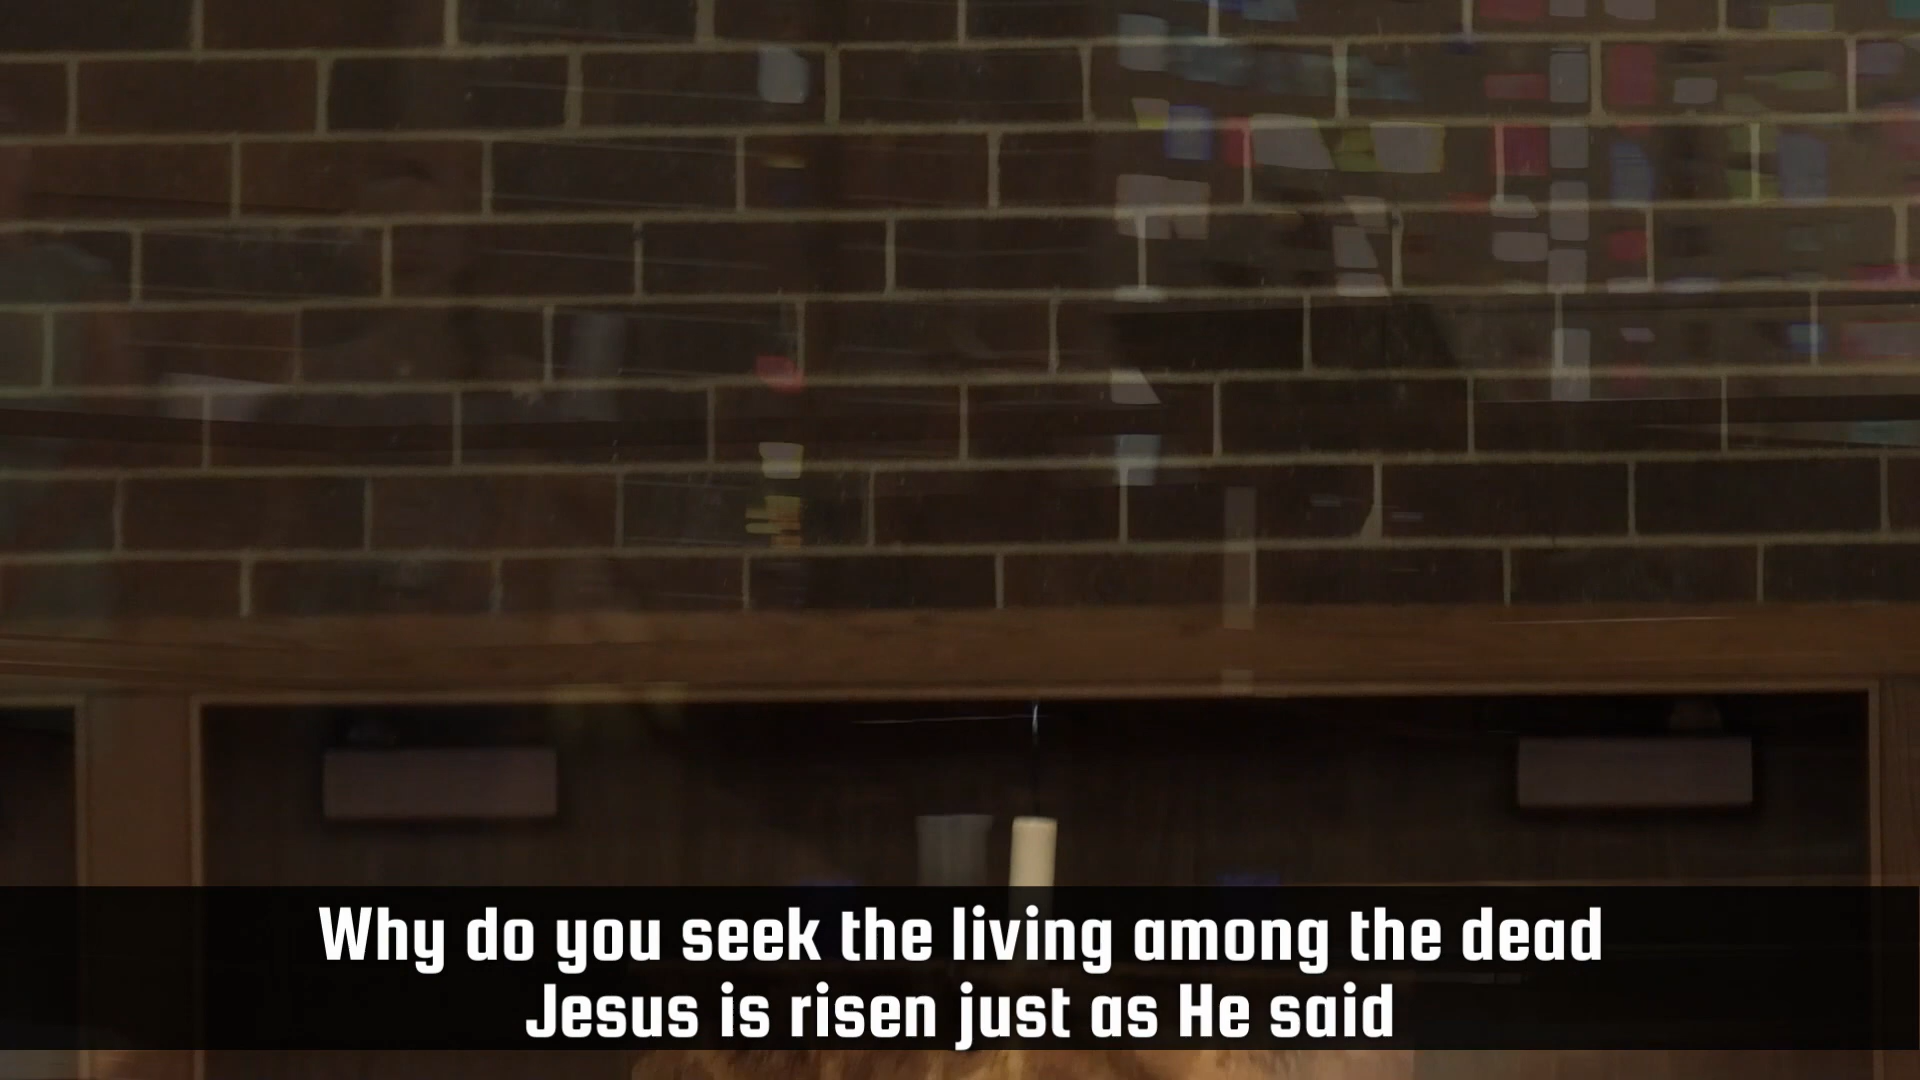 Why do you seek the living among the dead
Jesus is risen just as He said